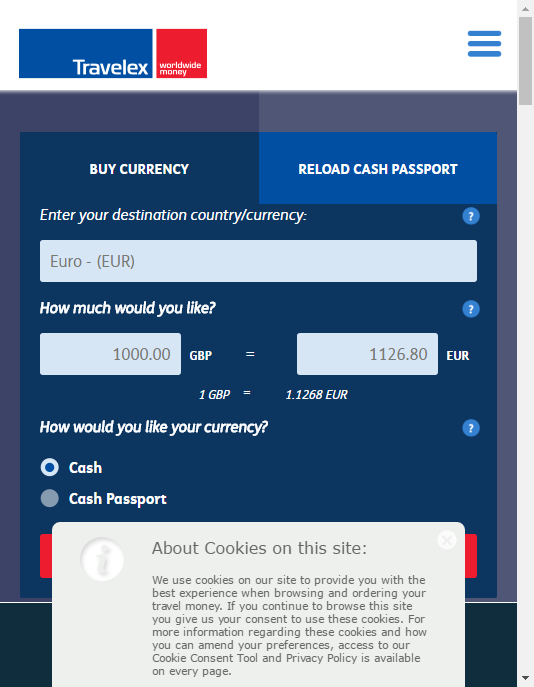 Travelex
worldwide
money
BUY CURRENCY
RELOAD CASH PASSPORT
Enter your destination country/currency:
?
Euro - (EUR)
How much would you like?
?
1000.00 GBP = 1126.80 EUR
1 GBP = 1.1268 EUR
How would you like your currency?
?
Cash
Cash Passport
i
About Cookies on this site:
We use cookies on our site to provide you with the
best experience when browsing and ordering your
travel money. If you continue to browse this site
you give us your consent to use these cookies. For
more information regarding these cookies and how
you can amend your preferences, access to our
Cookie Consent Tool and Privacy Policy is available
on every page.